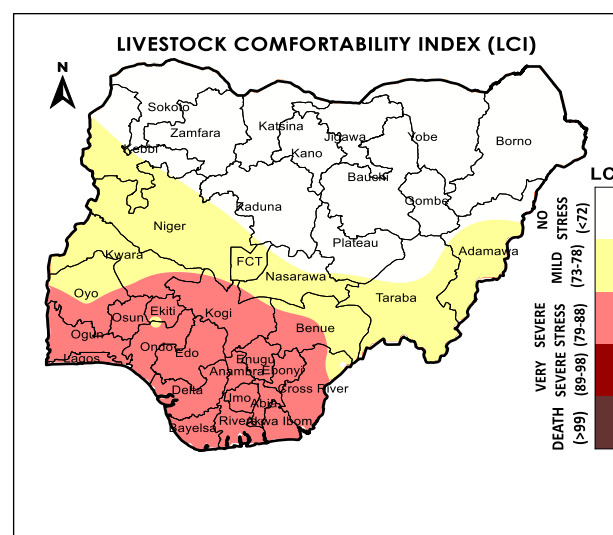 LIVESTOCK COMFORTABILITY INDEX (LCI)
N
Sokoto
Zamfara
Katsina
Jigawa
Yobe
Borno
Kebbi
Kano
Bauchi
Gombe
Kaduna
Niger
Plateau
Adamawa
Kwara
FCT
Nasarawa
Taraba
Oyo
Osun
Ekiti
Kogi
Benue
Ogun
Ondo
Edo
Lagos
Enugu
Anambra
Ebonyi
Delta
Imo
Abia
Cross River
Bayelsa
Rivers
Akwa Ibom
LC
NO
STRESS
(<72)
MILD
STRESS
(73-78)
SEVERE
STRESS
(79-88)
VERY
SEVERE
(89-98)
DEATH
(>99)